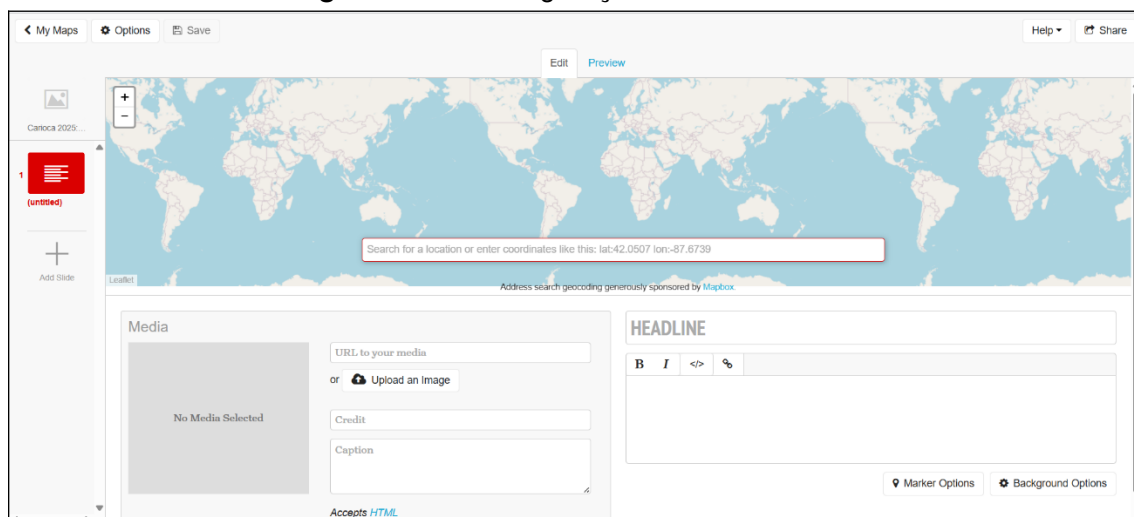 My Maps Options Save Help Share
Edit Preview
+
−
Carioca 2025:...
1
(untitled)
Add Slide
Search for a location or enter coordinates like this: lat:42.0507 lon:-87.6739
Leaflet
Address search geocoding generously sponsored by Mapbox.
Media
No Media Selected
URL to your media
or Upload an Image
Credit
Caption
Accepts HTML
HEADLINE
B I </>
Marker Options Background Options